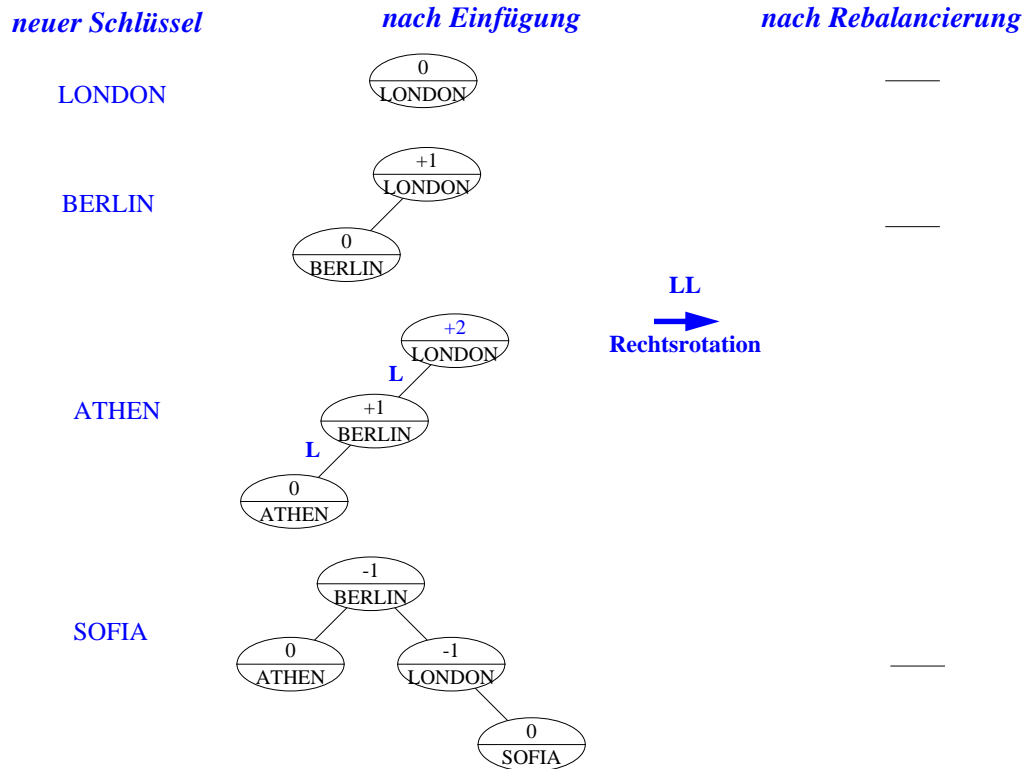 neuer Schlüssel
nach Einfügung
nach Rebalancierung
LONDON
0
LONDON
BERLIN
+1
LONDON
0
BERLIN
LL
Rechtsrotation
ATHEN
+2
LONDON
L
+1
BERLIN
L
0
ATHEN
SOFIA
-1
BERLIN
0
ATHEN
-1
LONDON
0
SOFIA